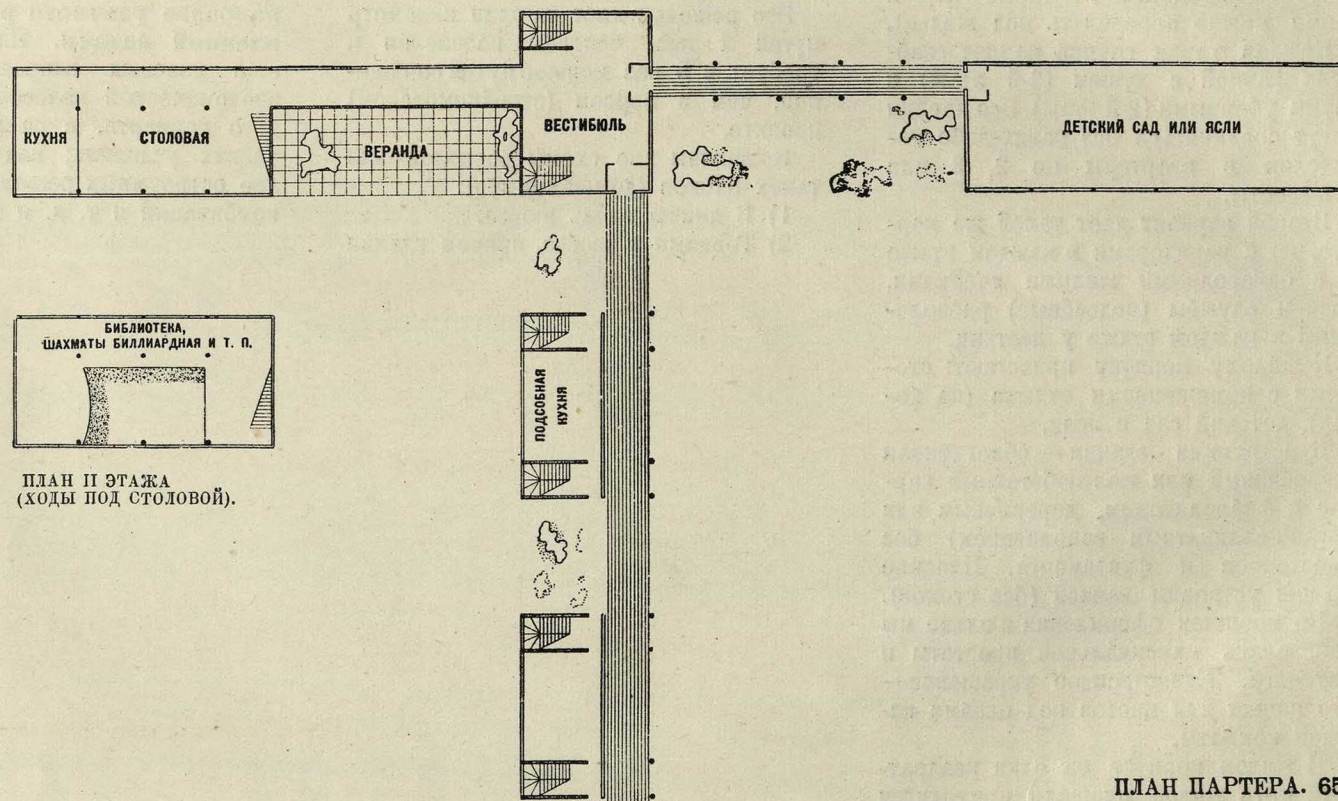 КУХНЯ
СТОЛОВАЯ
ВЕРАНДА
ВЕСТИБЮЛЬ
ДЕТСКИЙ САД ИЛИ ЯСЛИ
БИБЛИОТЕКА,
ШАХМАТЫ БИЛЛИАРДНАЯ И Т. П.
ПЛАН II ЭТАЖА
(ХОДЫ ПОД СТОЛОВОЙ).
ПОДСОБНАЯ
КУХНЯ
ПЛАН ПАРТЕРА. 65